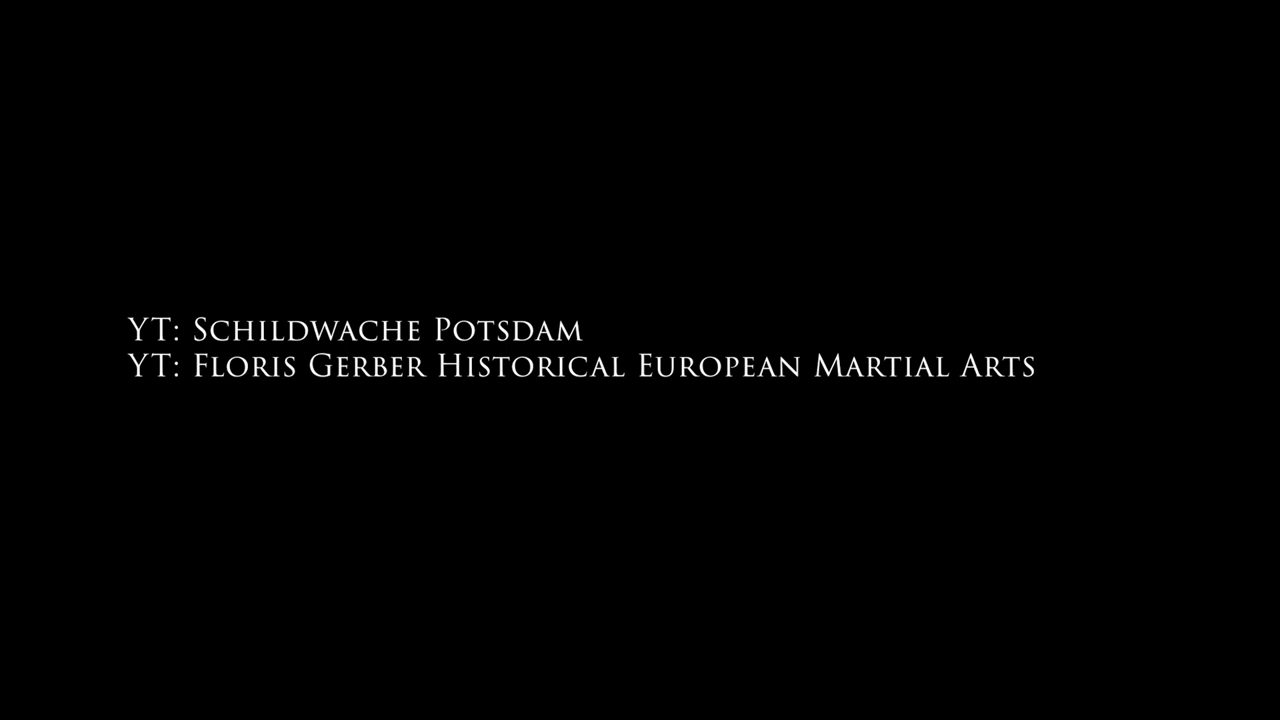 YT: Schildwache Potsdam
YT: Floris Gerber Historical European Martial Arts